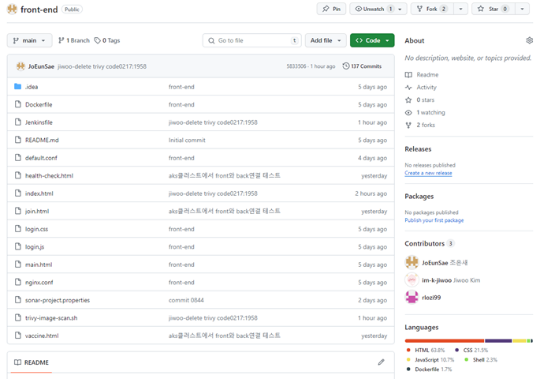 front-end Public
Pin Unwatch 1 Fork 2 Star 0
main 1 Branch 0 Tags Go to file t Add file Code
JoEunSae jiwoo-delete trivy code0217:1958 1 hour ago 137 Commits
.idea front-end 5 days ago
Dockerfile front-end 5 days ago
Jenkinsfile jiwoo-delete trivy code0217:1958 1 hour ago
README.md Initial commit 5 days ago
default.conf front-end 4 days ago
health-check.html aks클러스트에서 front와 back연결 테스트 yesterday
index.html jiwoo-delete trivy code0217:1958 2 hours ago
join.html aks클러스트에서 front와 back연결 테스트 yesterday
login.css front-end 5 days ago
login.js front-end 5 days ago
main.html front-end 5 days ago
nginx.conf front-end 5 days ago
sonar-project.properties commit 0844 2 days ago
trivy-image-scan.sh jiwoo-delete trivy code0217:1958 1 hour ago
vaccine.html aks클러스트에서 front와 back연결 테스트 yesterday
README
About
No description, website, or topics provided.
Readme
Activity
0 stars
1 watching
2 forks
Releases
No releases published
Create a new release
Packages
No packages published
Publish your first package
Contributors 3
JoEunSae 조은새
im-k-jiwoo Jiwoo Kim
Languages
HTML 63.8% CSS 21.3%
JavaScript 10.7% Shell 2.5%
Dockerfile 1.7%